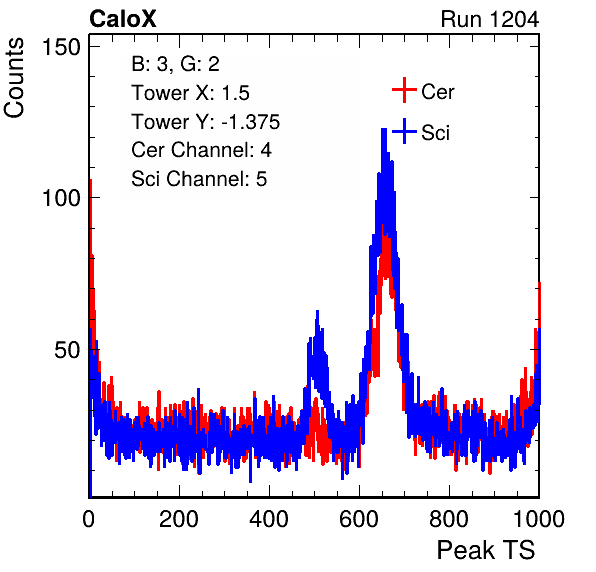 CaloX
Run 1204
Counts
150
100
50
B: 3, G: 2
Tower X: 1.5
Tower Y: -1.375
Cer Channel: 4
Sci Channel: 5
Cer
Sci
0 200 400 600 800 1000
Peak TS